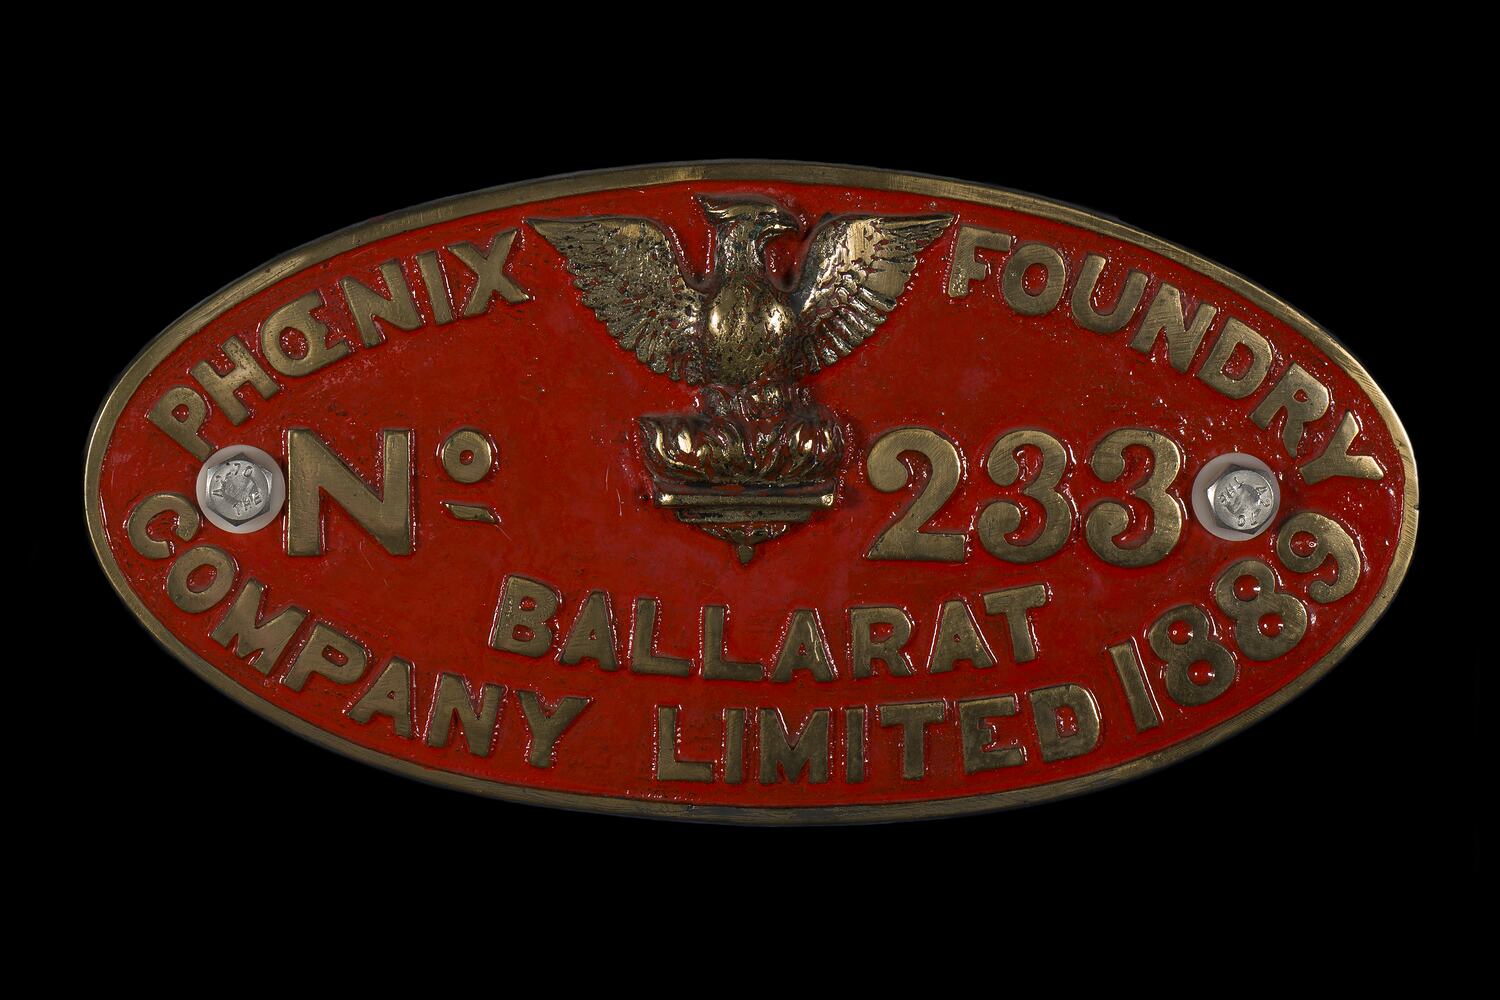 PHŒNIX FOUNDRY
Nº 233
BALLARAT
COMPANY LIMITED 1889